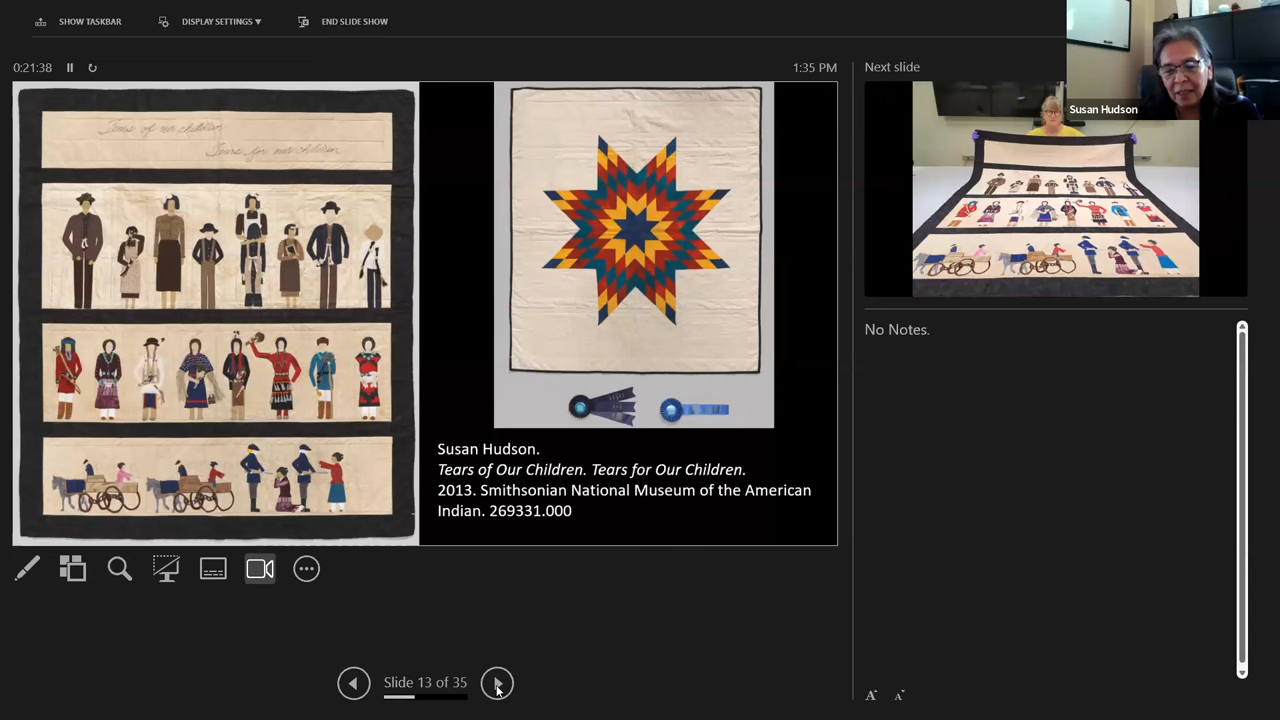 SHOW TASKBAR
DISPLAY SETTINGS
END SLIDE SHOW
0:21:38
1:35 PM
Next slide
Susan Hudson
Tears of our children
Tears for our children
Susan Hudson.
Tears of Our Children. Tears for Our Children.
2013. Smithsonian National Museum of the American
Indian. 269331.000
No Notes.
Slide 13 of 35
A
A